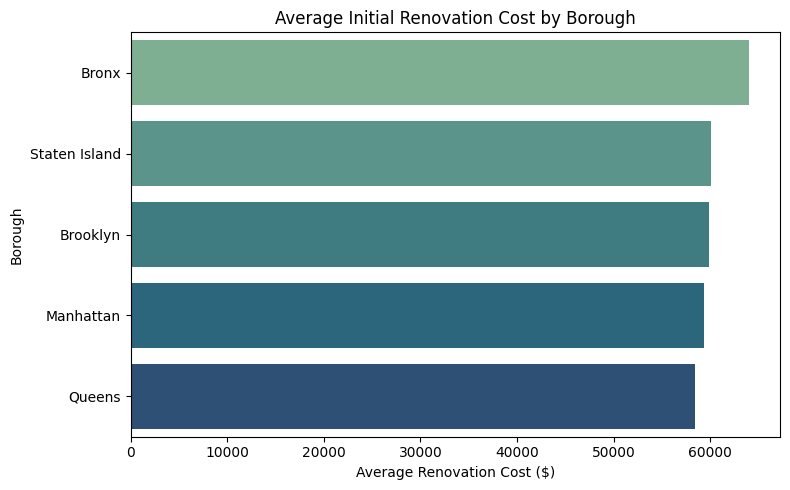 Average Initial Renovation Cost by Borough
Bronx
Staten Island
Brooklyn
Manhattan
Queens
Borough
0 10000 20000 30000 40000 50000 60000
Average Renovation Cost ($)